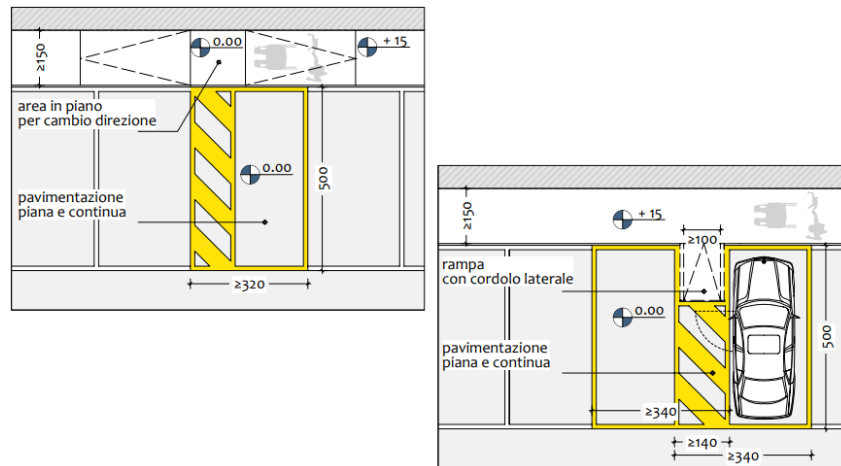 ≥150
0.00
+ 15
area in piano
per cambio direzione
0.00
500
pavimentazione
piana e continua
≥320
≥150
+ 15
≥100
rampa
con cordolo laterale
0.00
500
pavimentazione
piana e continua
≥340
≥140
≥340